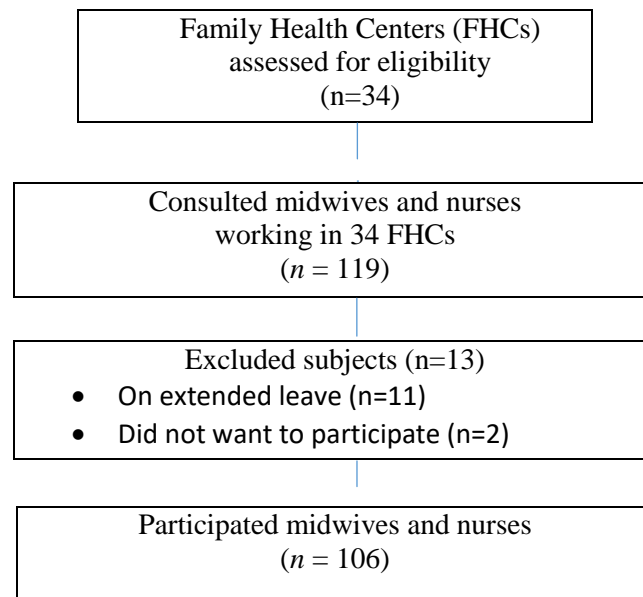 Family Health Centers (FHCs)
assessed for eligibility
(n=34)
Consulted midwives and nurses
working in 34 FHCs
(n = 119)
Excluded subjects (n=13)
• On extended leave (n=11)
• Did not want to participate (n=2)
Participated midwives and nurses
(n = 106)